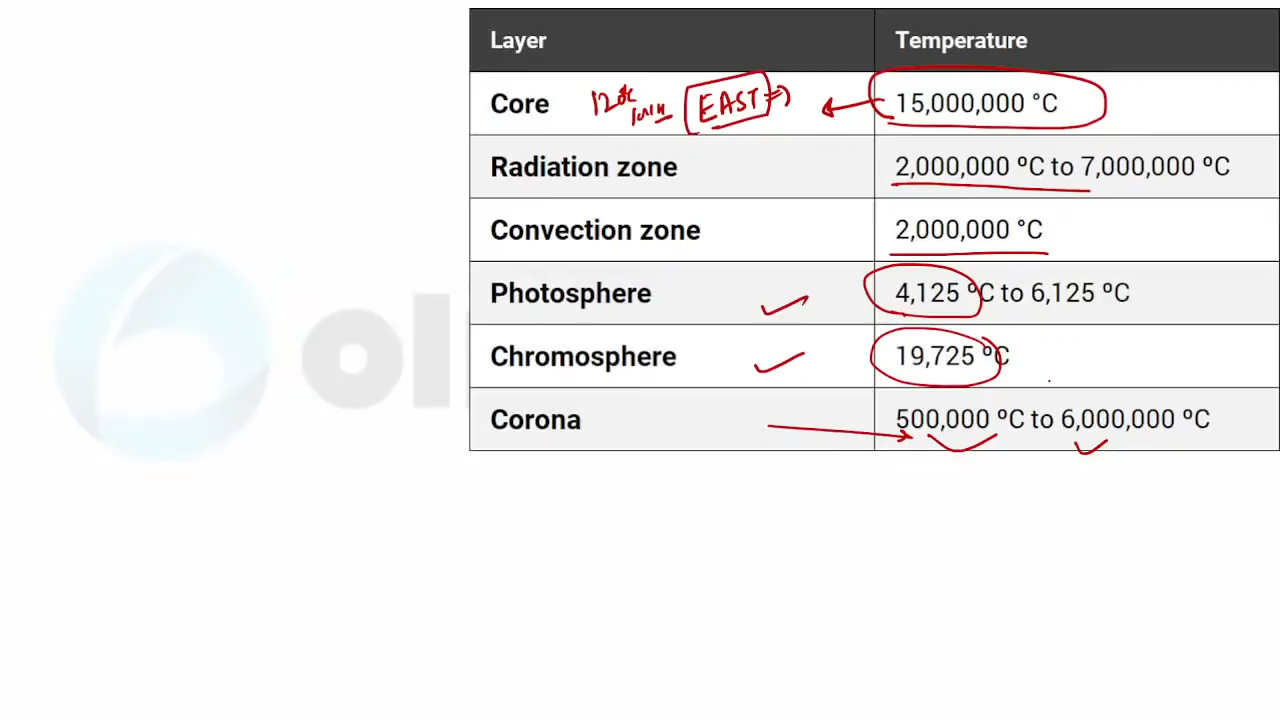 Layer Temperature
Core EAST => 15,000,000 °C
Radiation zone 2,000,000 ºC to 7,000,000 ºC
Convection zone 2,000,000 °C
Photosphere 4,125 ºC to 6,125 ºC
Chromosphere 19,725 ºC
Corona 500,000 ºC to 6,000,000 ºC